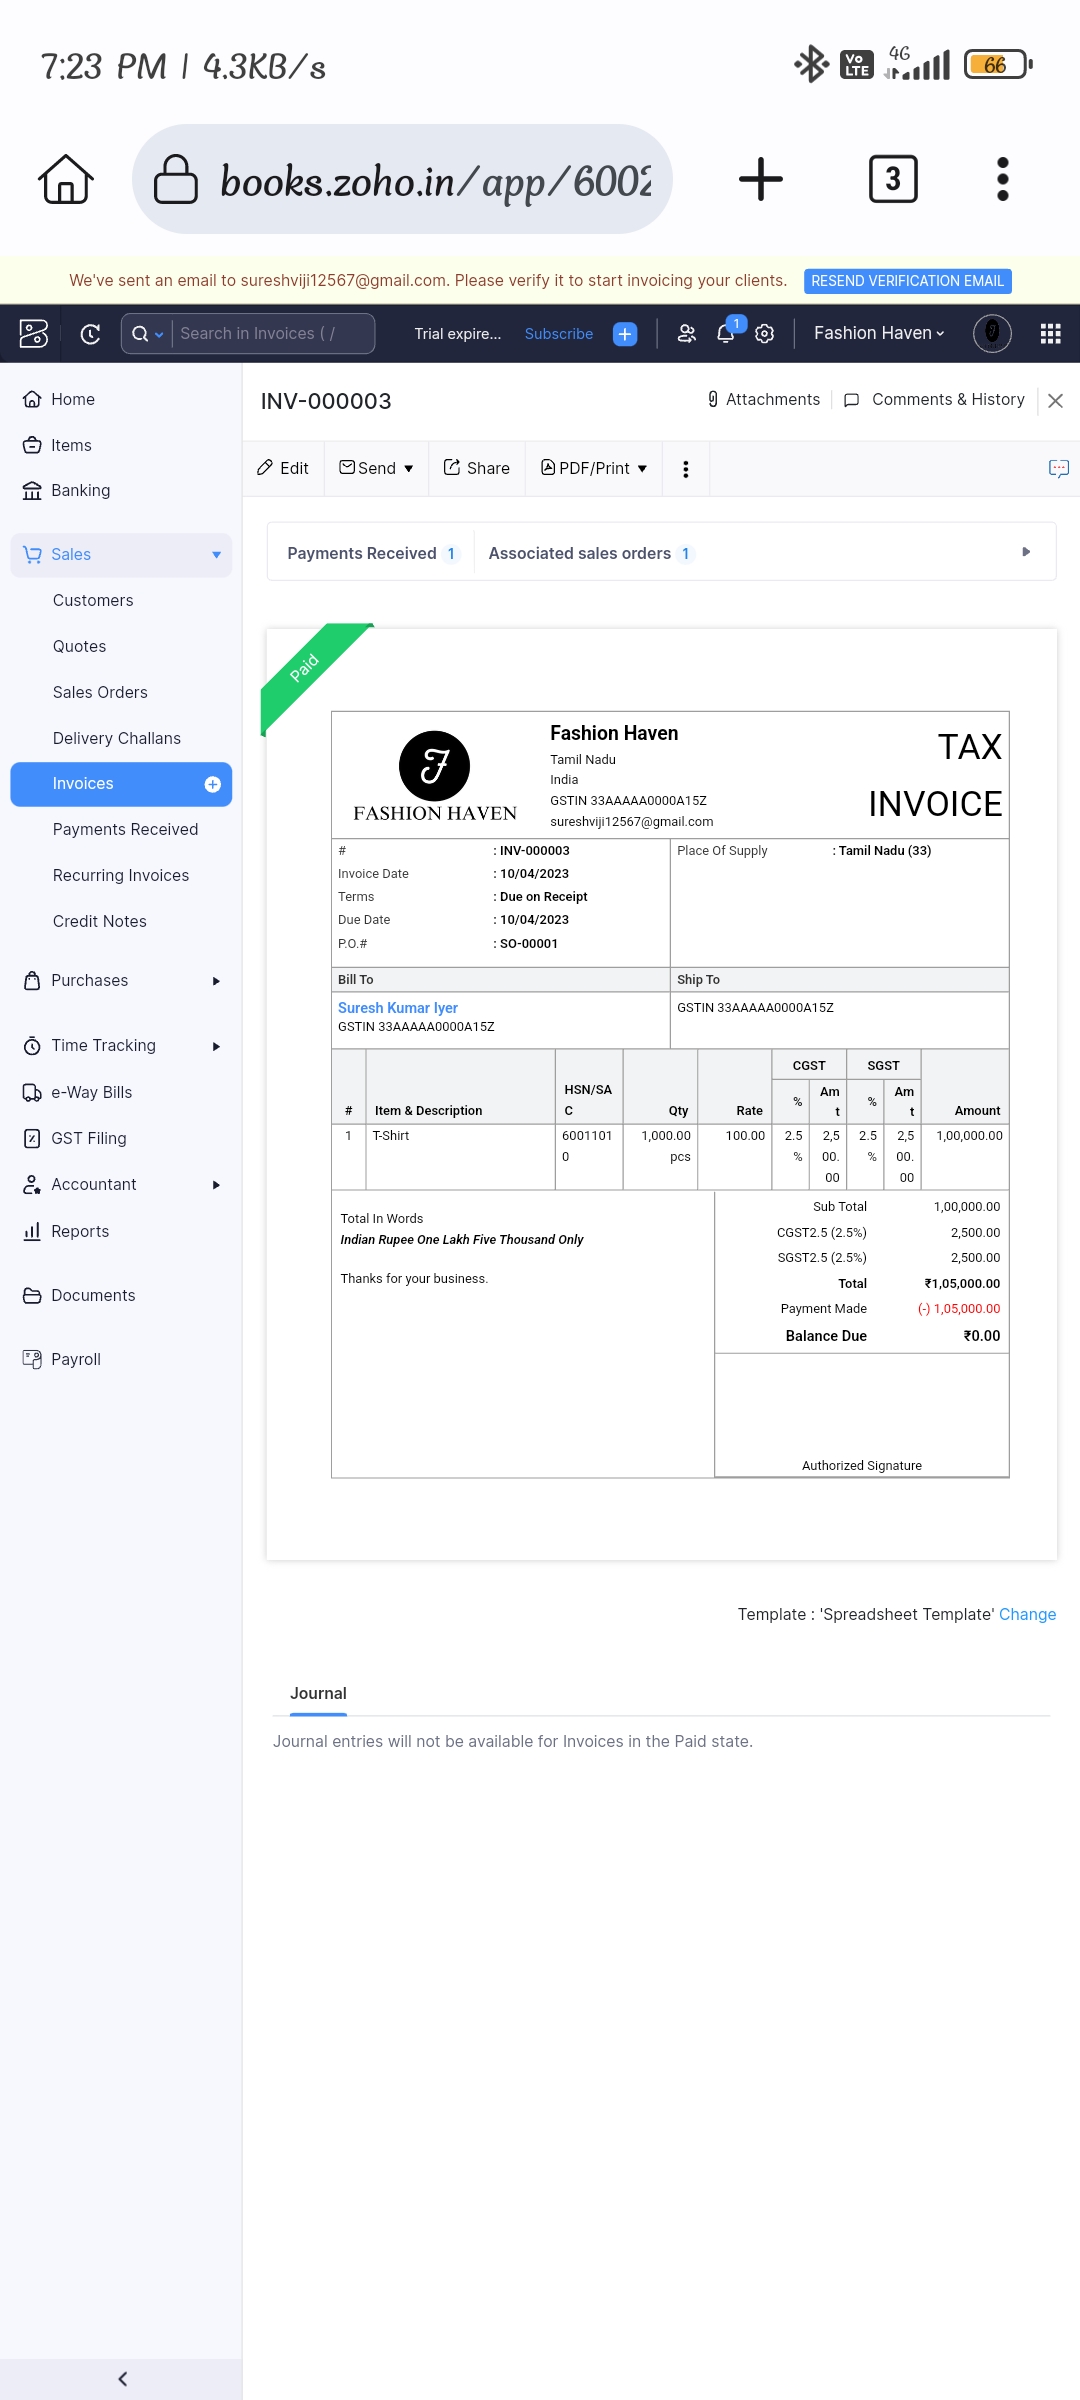 7:23 PM | 4.3KB/s
4G
Vo
LTE
66
books.zoho.in/app/6002
3
We've sent an email to sureshviji12567@gmail.com. Please verify it to start invoicing your clients.
RESEND VERIFICATION EMAIL
Search in Invoices ( /
Trial expire...
Subscribe
1
Fashion Haven
Home
Items
Banking
Sales
Customers
Quotes
Sales Orders
Delivery Challans
Invoices
Payments Received
Recurring Invoices
Credit Notes
Purchases
Time Tracking
e-Way Bills
GST Filing
Accountant
Reports
Documents
Payroll
INV-000003
Attachments
Comments & History
Edit
Send
Share
PDF/Print
Payments Received 1
Associated sales orders 1
Paid
F
FASHION HAVEN
Fashion Haven
Tamil Nadu
India
GSTIN 33AAAAA0000A15Z
sureshviji12567@gmail.com
TAX
INVOICE
# : INV-000003
Invoice Date : 10/04/2023
Terms : Due on Receipt
Due Date : 10/04/2023
P.O.# : SO-00001
Place Of Supply : Tamil Nadu (33)
Bill To
Ship To
Suresh Kumar Iyer
GSTIN 33AAAAA0000A15Z
GSTIN 33AAAAA0000A15Z
CGST SGST
# Item & Description HSN/SA
C Qty Rate % Am
t % Am
t Amount
1 T-Shirt 6001101
0 1,000.00
pcs 100.00 2.5
% 2,5
00.
00 2.5
% 2,5
00.
00 1,00,000.00
Total In Words
Indian Rupee One Lakh Five Thousand Only
Thanks for your business.
Sub Total 1,00,000.00
CGST2.5 (2.5%) 2,500.00
SGST2.5 (2.5%) 2,500.00
Total ₹1,05,000.00
Payment Made (-) 1,05,000.00
Balance Due ₹0.00
Authorized Signature
Template : 'Spreadsheet Template' Change
Journal
Journal entries will not be available for Invoices in the Paid state.